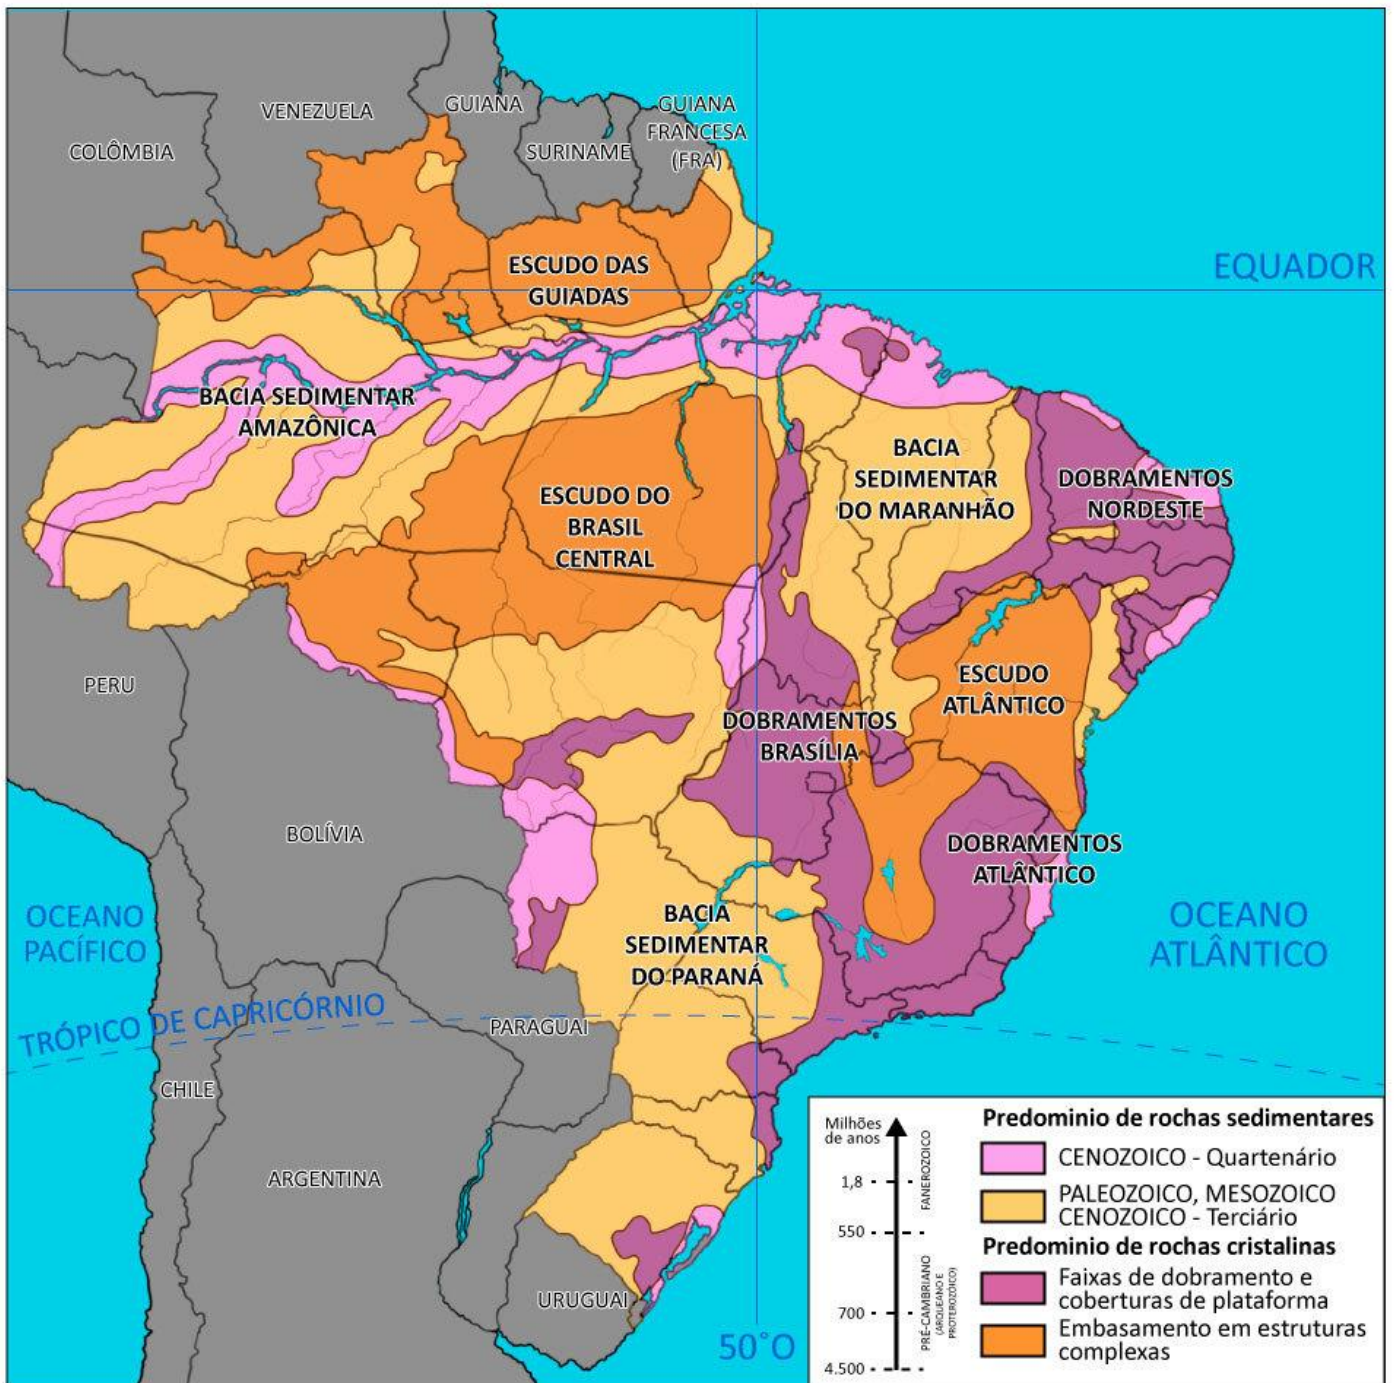 VENEZUELA
GUIANA
GUIANA
FRANCESA
(FRA)
COLÔMBIA
SURINAME
EQUADOR
ESCUDO DAS
GUIADAS
BACIA SEDIMENTAR
AMAZÔNICA
BACIA
SEDIMENTAR
DO MARANHÃO
DOBRAMENTOS
NORDESTE
ESCUDO DO
BRASIL
CENTRAL
PERU
ESCUDO
ATLÂNTICO
DOBRAMENTOS
BRASÍLIA
BOLÍVIA
DOBRAMENTOS
ATLÂNTICO
OCEANO
PACÍFICO
BACIA
SEDIMENTAR
DO PARANÁ
OCEANO
ATLÂNTICO
TRÓPICO DE CAPRICÓRNIO
PARAGUAI
CHILE
ARGENTINA
URUGUAI
50°O
Milhões
de anos
1,8
550
700
4.500
FANEROZOICO
PRÉ-CAMBRIANO
(ARQUEANO E
PROTEROZÓICO)
Predominio de rochas sedimentares
CENOZOICO - Quartenário
PALEOZOICO, MESOZOICO
CENOZOICO - Terciário
Predominio de rochas cristalinas
Faixas de dobramento e
coberturas de plataforma
Embasamento em estruturas
complexas